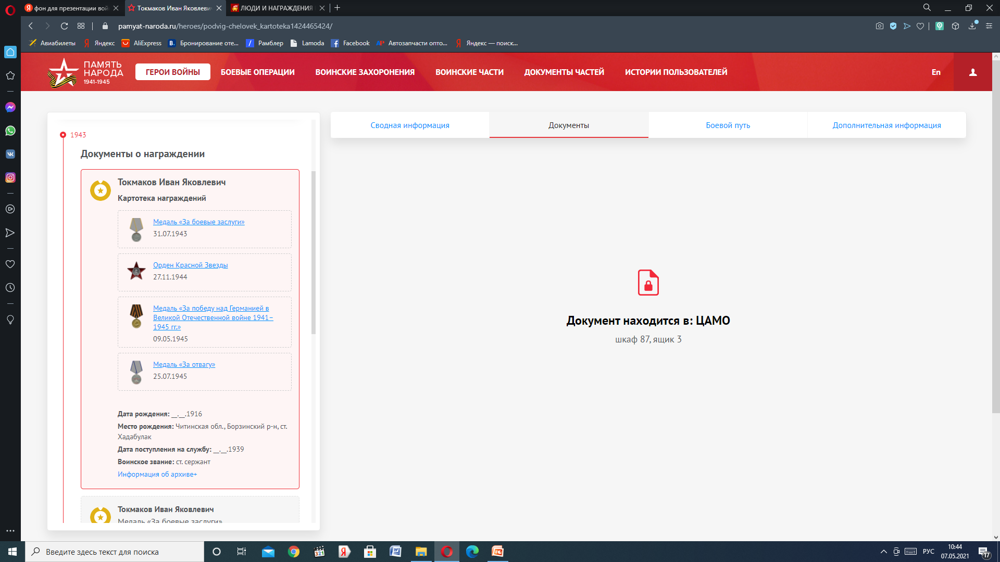 фон для презентации вой
Токмаков Иван Яковлеви
ЛЮДИ И НАГРАЖДЕНИЯ
pamyat-naroda.ru/heroes/podvig-chelovek_kartoteka1424465424/
Авиабилеты
Яндекс
AliExpress
Бронирование оте...
Рамблер
Lamoda
Facebook
Автозапчасти опто...
Яндекс — поиск...
ПАМЯТЬ
НАРОДА
1941-1945
ГЕРОИ ВОЙНЫ
БОЕВЫЕ ОПЕРАЦИИ
ВОИНСКИЕ ЗАХОРОНЕНИЯ
ВОИНСКИЕ ЧАСТИ
ДОКУМЕНТЫ ЧАСТЕЙ
ИСТОРИИ ПОЛЬЗОВАТЕЛЕЙ
En
1943
Документы о награждении
Токмаков Иван Яковлевич
Картотека награждений
Медаль «За боевые заслуги»
31.07.1943
Орден Красной Звезды
27.11.1944
Медаль «За победу над Германией в
Великой Отечественной войне 1941–
1945 гг.»
09.05.1945
Медаль «За отвагу»
25.07.1945
Дата рождения: __.__.1916
Место рождения: Читинская обл., Борзинский р-н, ст.
Хадабулак
Дата поступления на службу: __.__.1939
Воинское звание: ст. сержант
Информация об архиве+
Токмаков Иван Яковлевич
Медаль «За боевые заслуги»
Сводная информация
Документы
Боевой путь
Дополнительная информация
Документ находится в: ЦАМО
шкаф 87, ящик 3
Введите здесь текст для поиска
РУС
10:44
07.05.2021
17